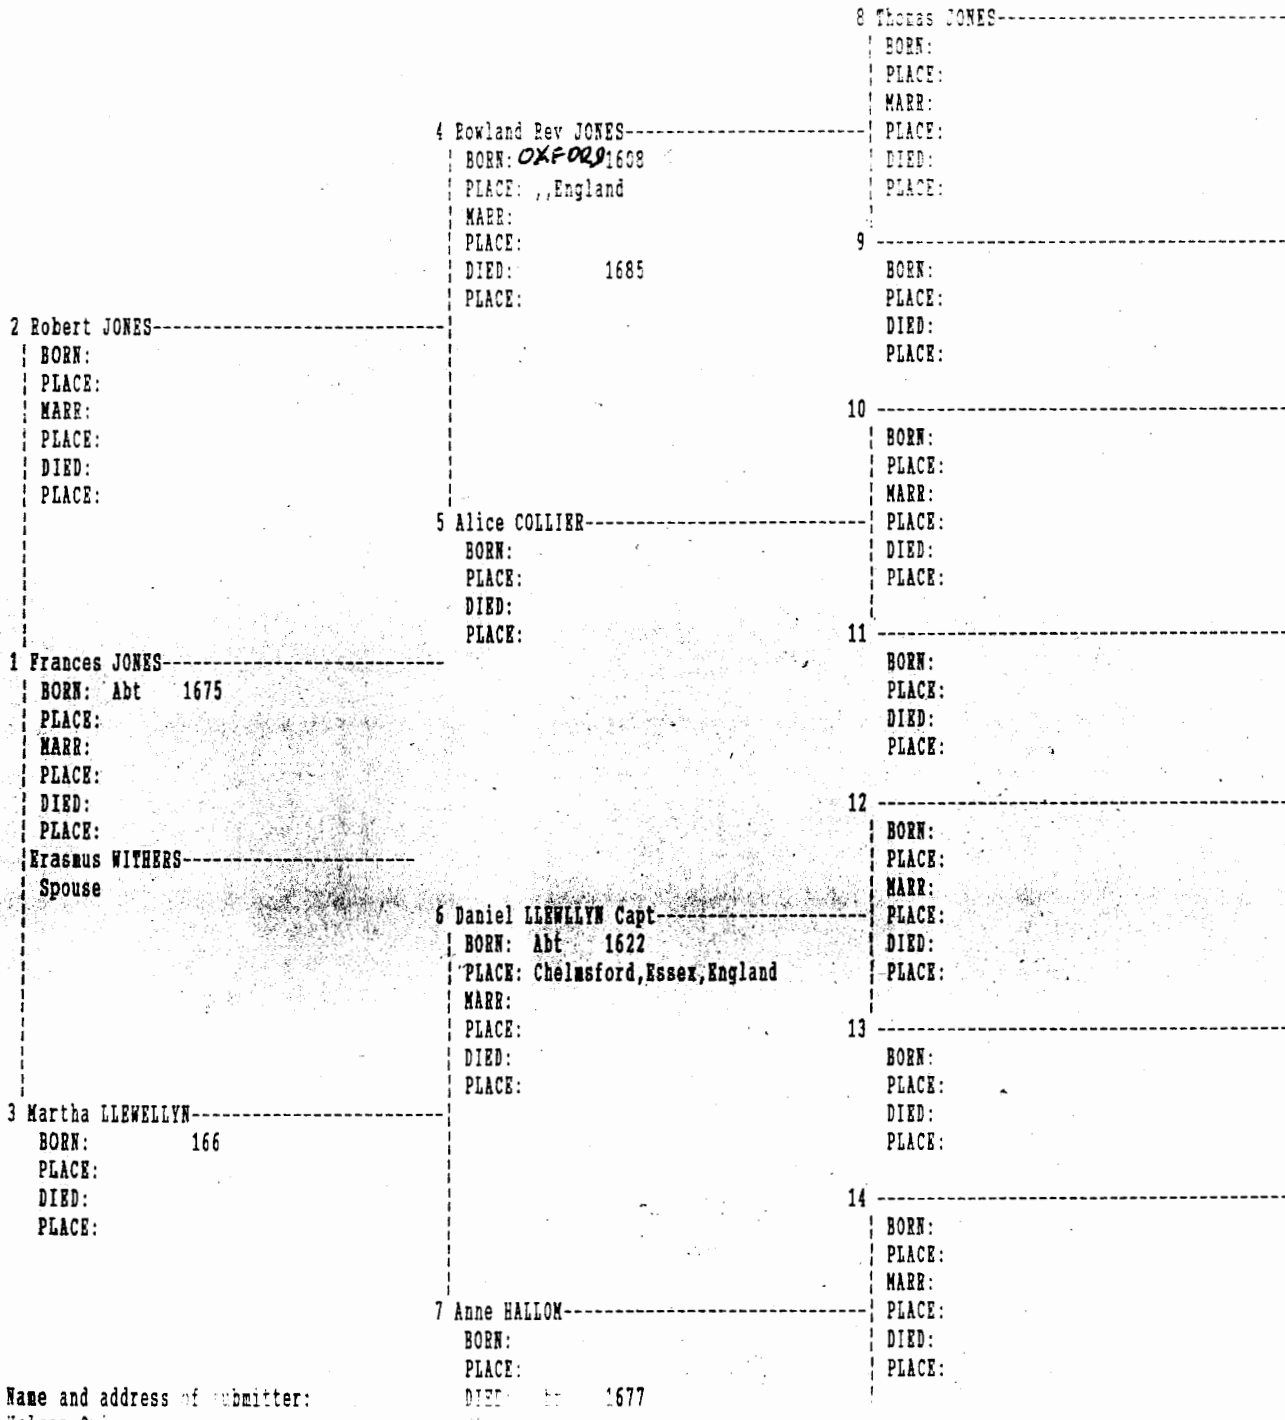 8 Thomas JONES
BORN:
PLACE:
MARR:
PLACE:
DIED:
PLACE:
4 Rowland Rev JONES
BORN: OXFORD 1608
PLACE: ,,England
MARR:
PLACE:
DIED: 1685
PLACE:
9
BORN:
PLACE:
DIED:
PLACE:
2 Robert JONES
BORN:
PLACE:
MARR:
PLACE:
DIED:
PLACE:
10
BORN:
PLACE:
MARR:
PLACE:
DIED:
PLACE:
5 Alice COLLIER
BORN:
PLACE:
DIED:
PLACE:
11
BORN:
PLACE:
DIED:
PLACE:
1 Frances JONES
BORN: Abt 1675
PLACE:
MARR:
PLACE:
DIED:
PLACE:
Erasmus WITHERS
Spouse
12
BORN:
PLACE:
MARR:
PLACE:
DIED:
PLACE:
6 Daniel LLEWLLYN Capt
BORN: Abt 1622
PLACE: Chelmsford,Essex,England
MARR:
PLACE:
DIED:
PLACE:
13
BORN:
PLACE:
DIED:
PLACE:
3 Martha LLEWELLYN
BORN: 166
PLACE:
DIED:
PLACE:
14
BORN:
PLACE:
MARR:
PLACE:
DIED:
PLACE:
7 Anne HALLOM
BORN:
PLACE:
DIED: 1677
Name and address of submitter: